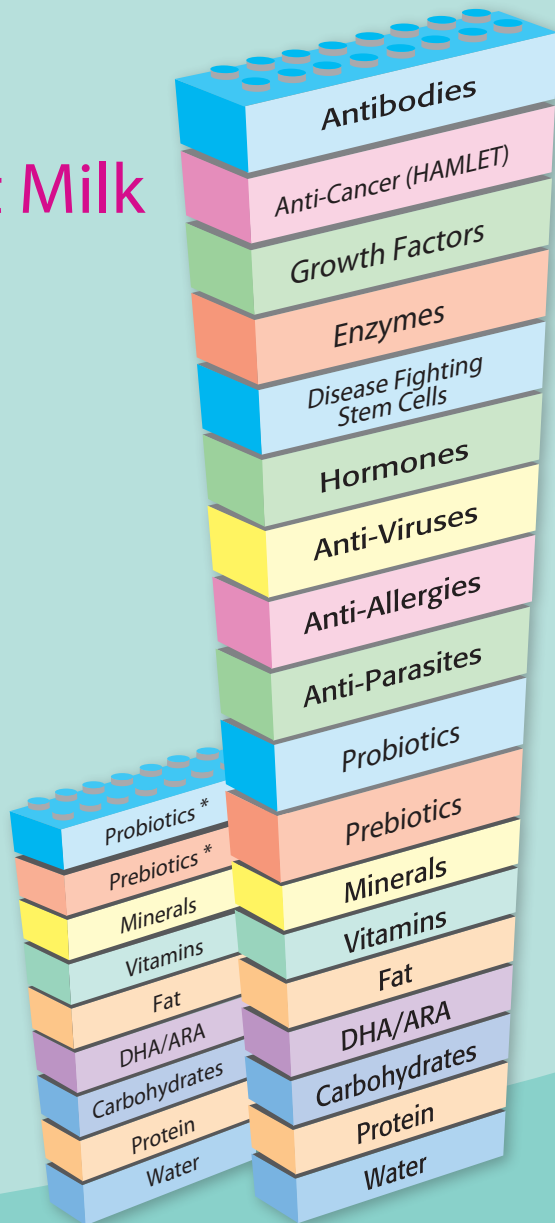 Milk
Antibodies
Anti-Cancer (HAMLET)
Growth Factors
Enzymes
Disease Fighting
Stem Cells
Hormones
Anti-Viruses
Anti-Allergies
Anti-Parasites
Probiotics
Prebiotics
Minerals
Vitamins
Fat
DHA/ARA
Carbohydrates
Protein
Water
Probiotics *
Prebiotics *
Minerals
Vitamins
Fat
DHA/ARA
Carbohydrates
Protein
Water